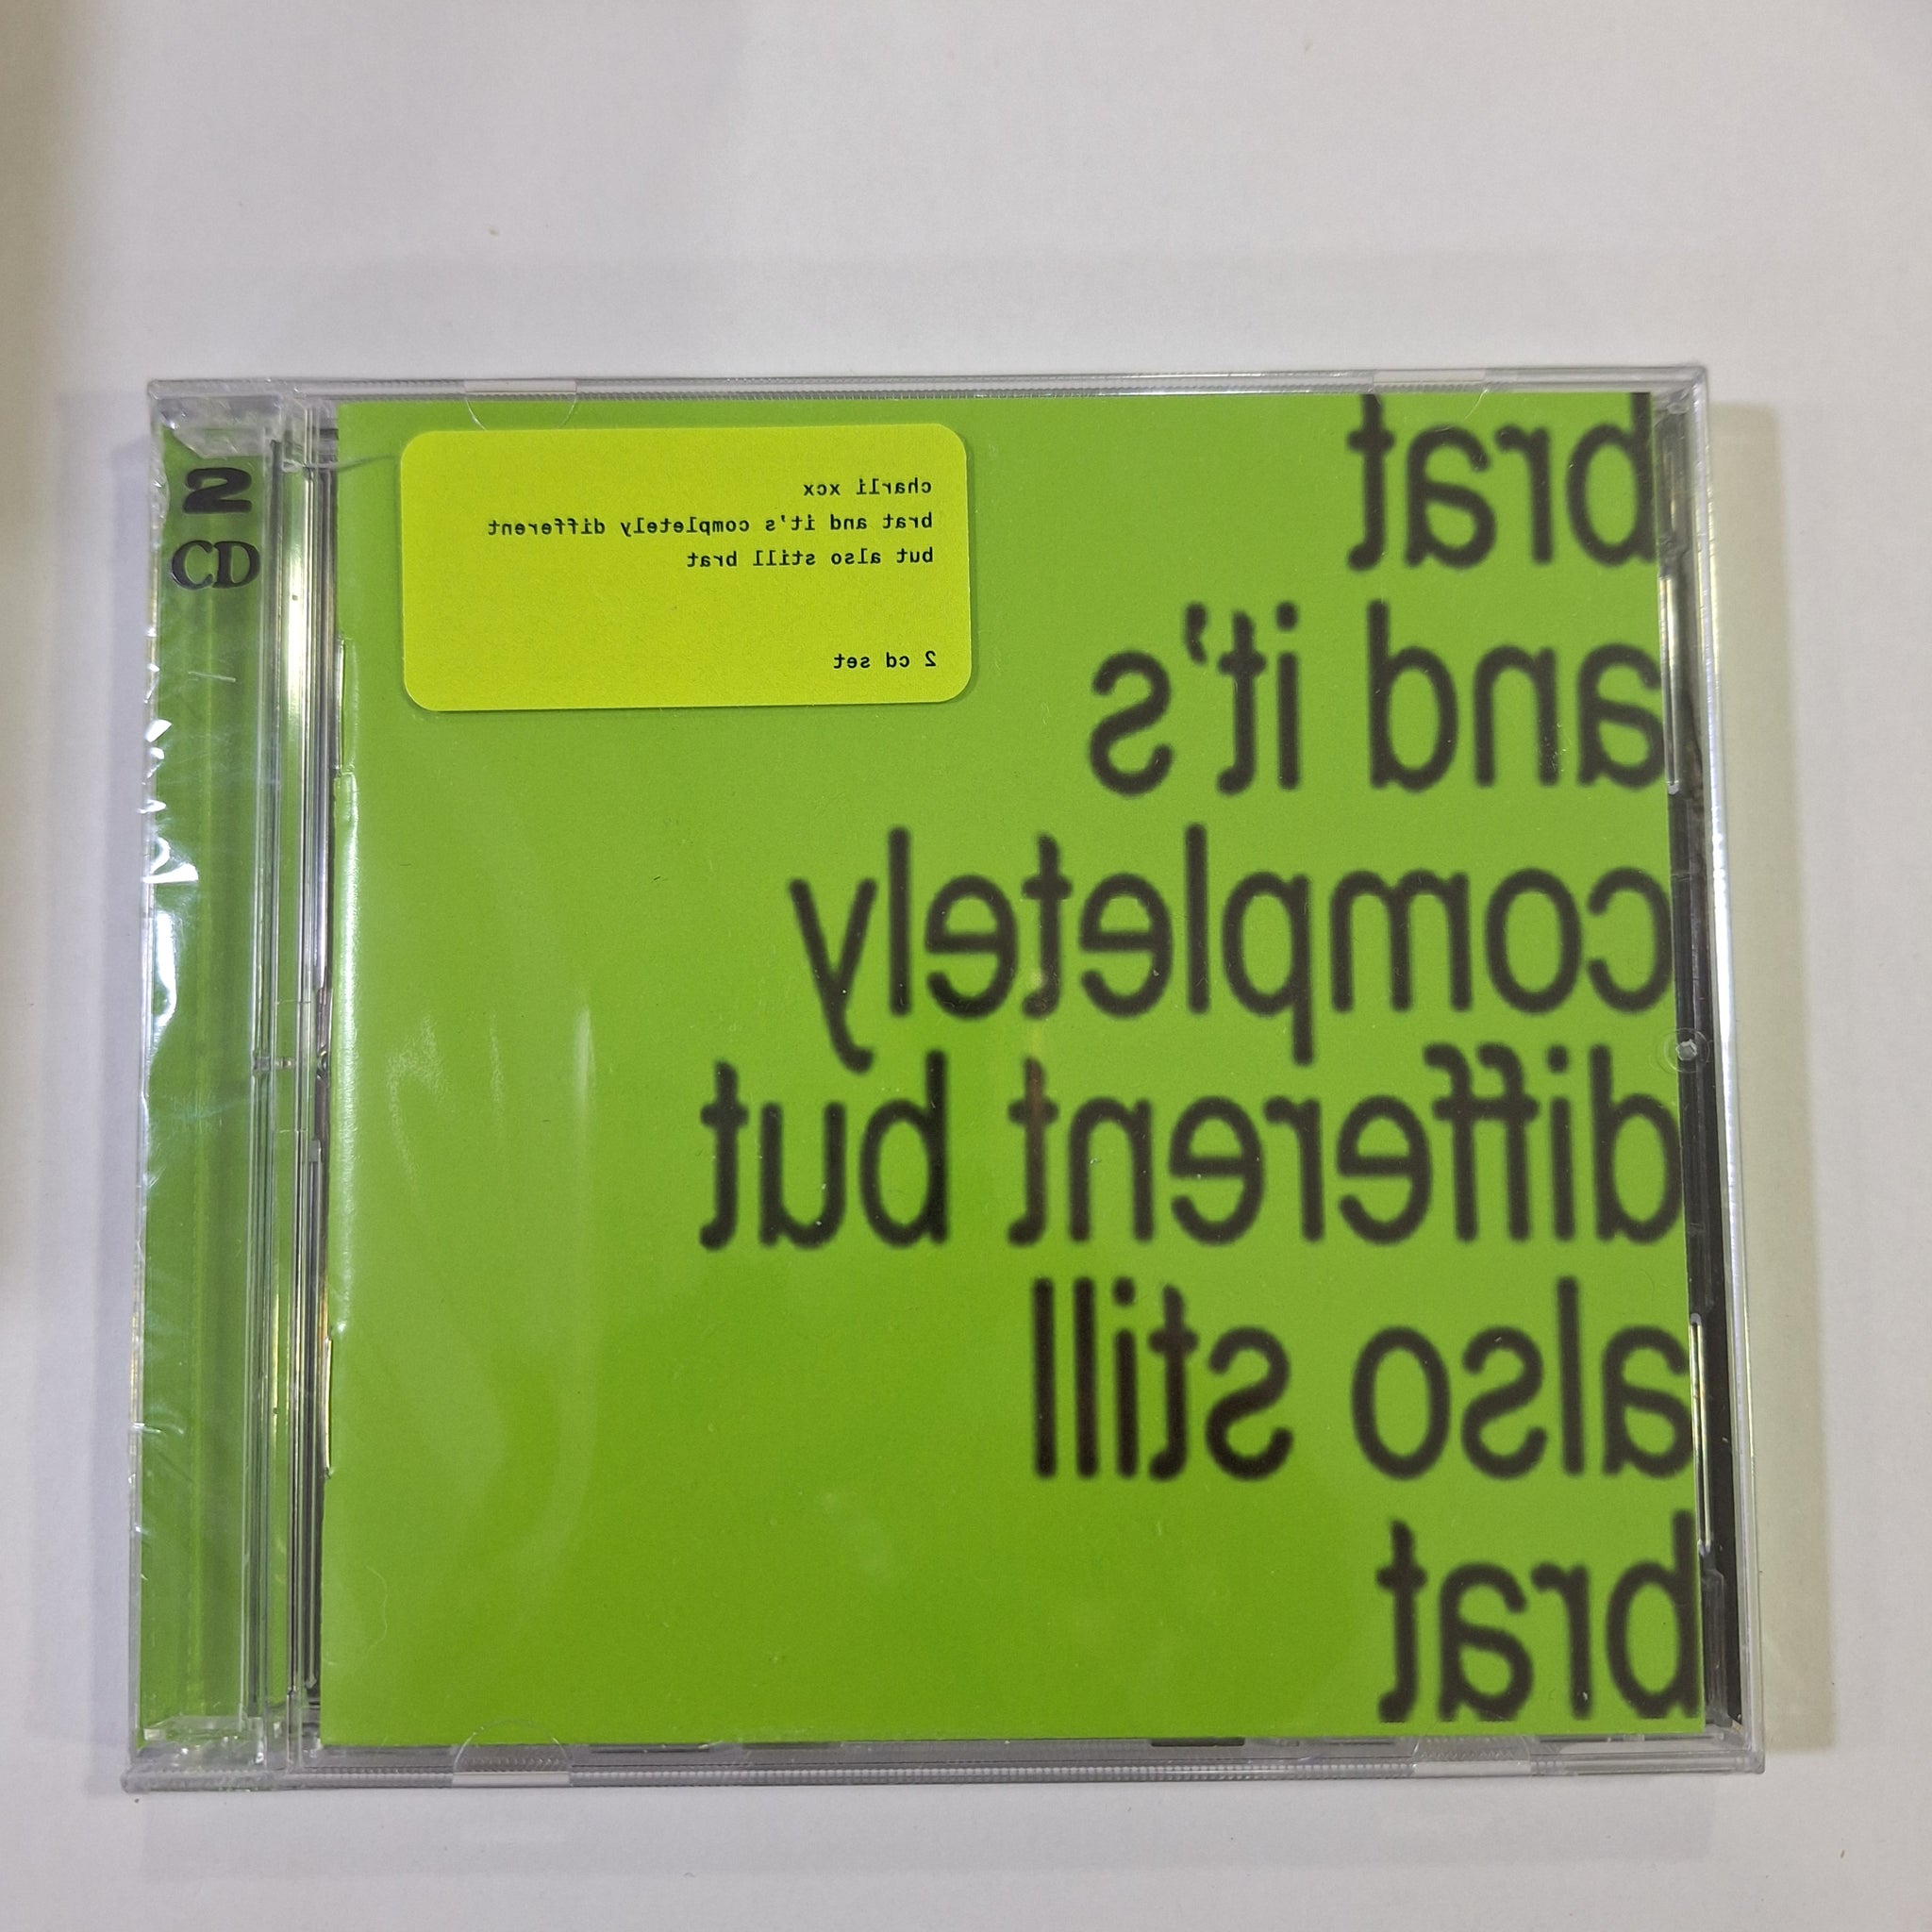 2
CD
charli xcx
brat and it's completely different
but also still brat
2 cd set
brat
and it's
completely
different but
also still
brat